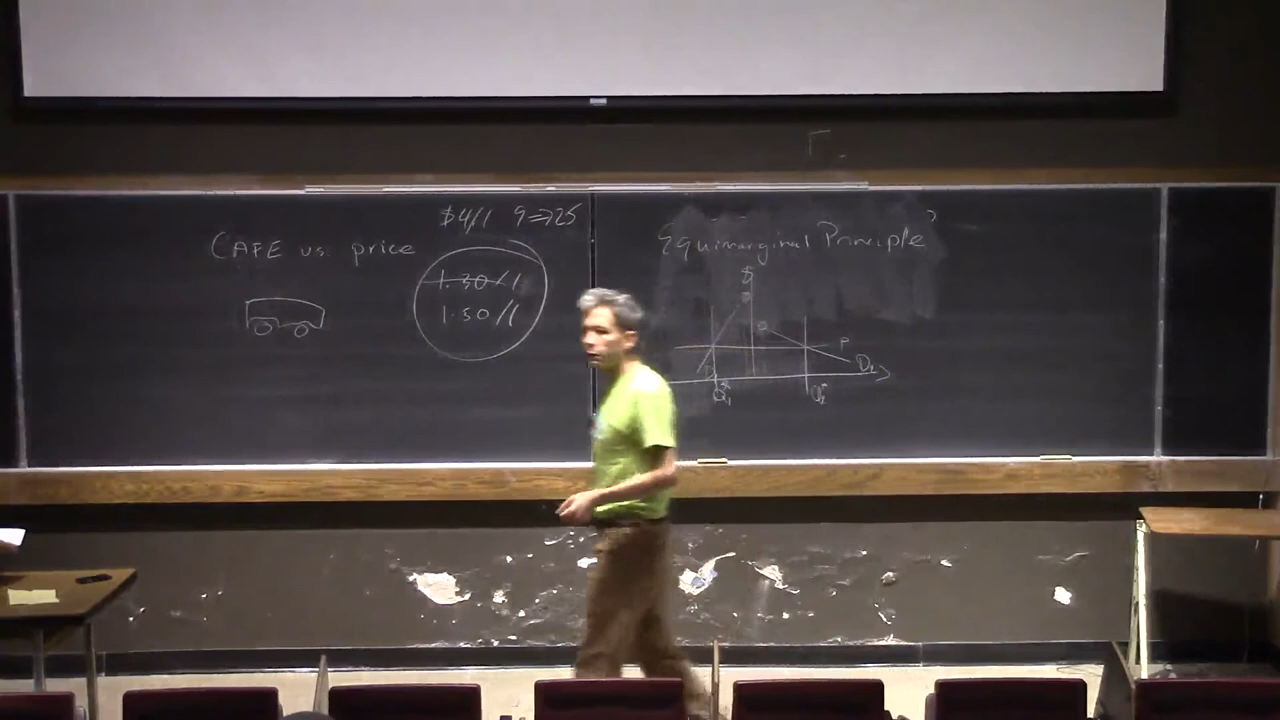 $4/l 9⇒25
CAFE vs. price
1.30/l
1.50/l
Equimarginal Principle
$
P
D₂
Q₁*
Q₂*